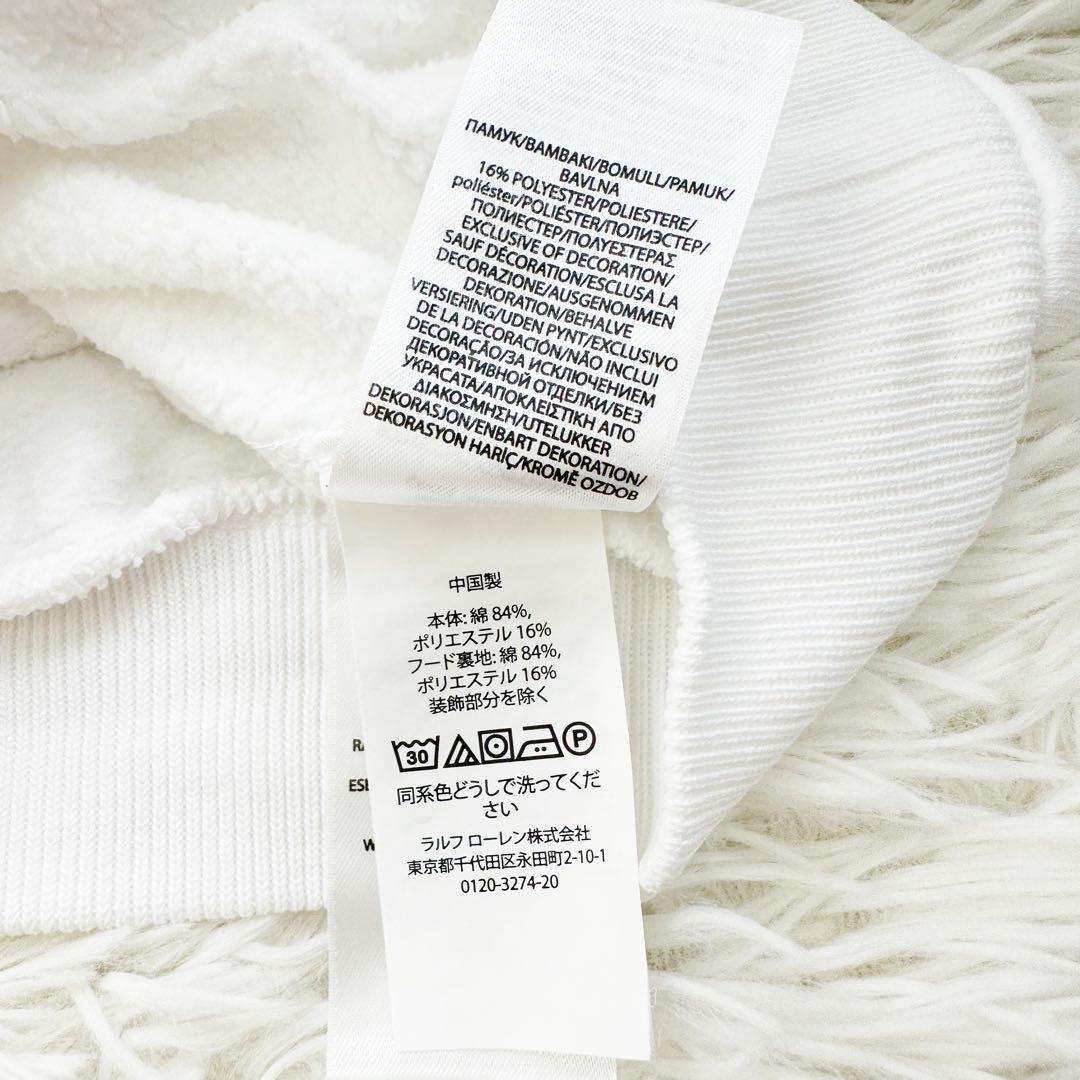 ПАМУК/BAMBAKI/BOMULL/PAMUK/
BAVLNA
16% POLYESTER/POLIESTERE/
poliéster/POLIÉSTER/ПОЛИЭСТЕР/
ПОЛИЕСТЕР/ΠΟΛΥΕΣΤΕΡΑΣ
EXCLUSIVE OF DECORATION/
SAUF DÉCORATION/ESCLUSA LA
DECORAZIONE/AUSGENOMMEN
DEKORATION/BEHALVE
VERSIERING/UDEN PYNT/EXCLUSIVO
DE LA DECORACIÓN/NÃO INCLUI
DECORAÇÃO/ЗА ИСКЛЮЧЕНИЕМ
ДЕКОРАТИВНОЙ ОТДЕЛКИ/БЕЗ
УКРАСАТА/ΑΠΟΚΛΕΙΣΤΙΚΗ ΑΠΟ
ΔΙΑΚΟΣΜΗΣΗ/UTELUKKER
DEKORASJON/ENBART DEKORATION/
DEKORASYON HARİÇ/KROMĚ OZDOB
中国製
本体: 綿 84%,
ポリエステル 16%
フード裏地: 綿 84%,
ポリエステル 16%
装飾部分を除く
30 P
同系色どうしで洗ってくだ
さい
ラルフ ローレン株式会社
東京都千代田区永田町2-10-1
0120-3274-20